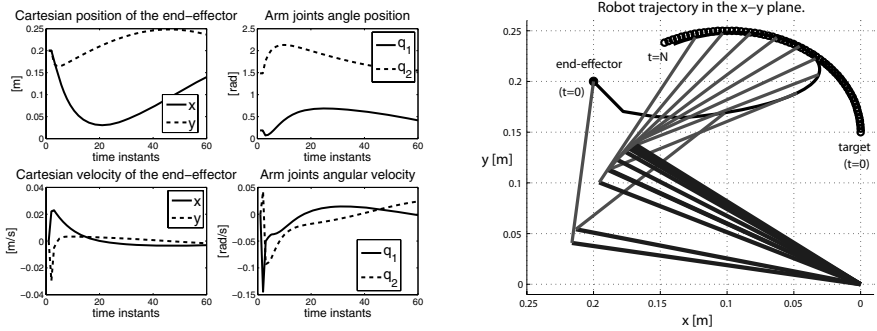 Cartesian position of the end-effector
Arm joints angle position
0.25
0.2
0.15
0.1
0.05
0
[m]
x
y
0 20 40 60
time instants
2.5
2
1.5
1
0.5
0
[rad]
q1
q2
0 20 40 60
time instants
Cartesian velocity of the end-effector
Arm joints angular velocity
0.04
0.02
0
-0.02
-0.04
[m/s]
x
y
0 20 40 60
time instants
0.05
0
-0.05
-0.1
-0.15
[rad/s]
q1
q2
0 20 40 60
time instants
Robot trajectory in the x-y plane.
0.25
0.2
0.15
0.1
0.05
0
y [m]
t=N
end-effector
(t=0)
target
(t=0)
0.25 0.2 0.15 0.1 0.05 0
x [m]